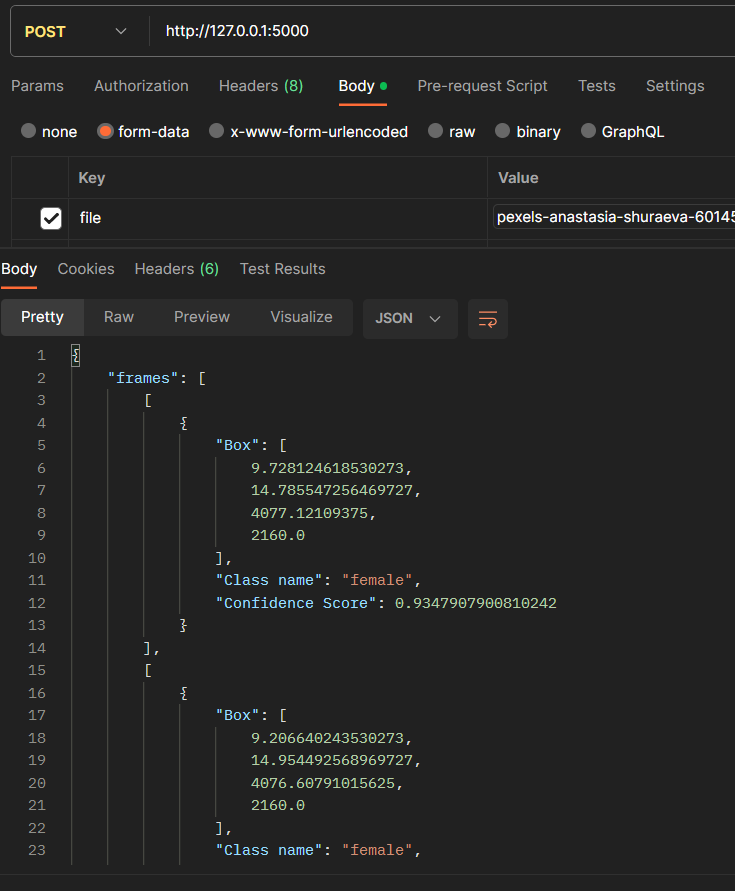 POST http://127.0.0.1:5000
Params Authorization Headers (8) Body Pre-request Script Tests Settings
none form-data x-www-form-urlencoded raw binary GraphQL
Key Value
file pexels-anastasia-shuraeva-60145
Body Cookies Headers (6) Test Results
Pretty Raw Preview Visualize JSON
1 {
2 "frames": [
3 [
4 {
5 "Box": [
6 9.728124618530273,
7 14.785547256469727,
8 4077.12109375,
9 2160.0
10 ],
11 "Class name": "female",
12 "Confidence Score": 0.9347907900810242
13 }
14 ],
15 [
16 {
17 "Box": [
18 9.206640243530273,
19 14.954492568969727,
20 4076.60791015625,
21 2160.0
22 ],
23 "Class name": "female",